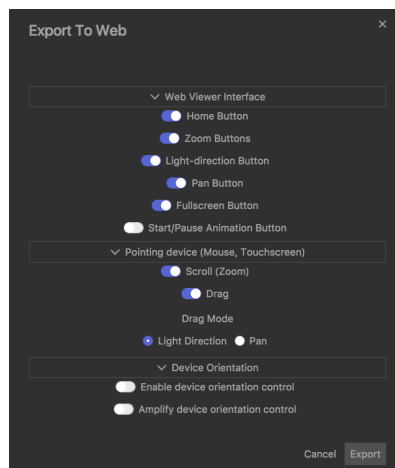 Export To Web
Web Viewer Interface
Home Button
Zoom Buttons
Light-direction Button
Pan Button
Fullscreen Button
Start/Pause Animation Button
Pointing device (Mouse, Touchscreen)
Scroll (Zoom)
Drag
Drag Mode
Light Direction Pan
Device Orientation
Enable device orientation control
Amplify device orientation control
Cancel Export